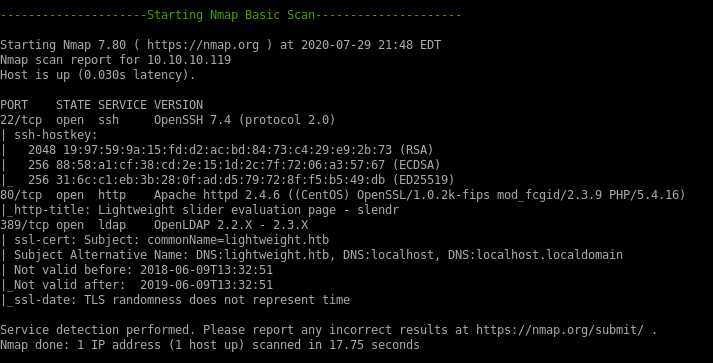 ---------------------Starting Nmap Basic Scan---------------------
Starting Nmap 7.80 ( https://nmap.org ) at 2020-07-29 21:48 EDT
Nmap scan report for 10.10.10.119
Host is up (0.030s latency).
PORT    STATE SERVICE VERSION
22/tcp  open  ssh     OpenSSH 7.4 (protocol 2.0)
| ssh-hostkey:
|   2048 19:97:59:9a:15:fd:d2:ac:bd:84:73:c4:29:e9:2b:73 (RSA)
|   256 88:58:a1:cf:38:cd:2e:15:1d:2c:7f:72:06:a3:57:67 (ECDSA)
|_  256 31:6c:c1:eb:3b:28:0f:ad:d5:79:72:8f:f5:b5:49:db (ED25519)
80/tcp  open  http    Apache httpd 2.4.6 ((CentOS) OpenSSL/1.0.2k-fips mod_fcgid/2.3.9 PHP/5.4.16)
|_http-title: Lightweight slider evaluation page - slendr
389/tcp open  ldap    OpenLDAP 2.2.X - 2.3.X
| ssl-cert: Subject: commonName=lightweight.htb
| Subject Alternative Name: DNS:lightweight.htb, DNS:localhost, DNS:localhost.localdomain
| Not valid before: 2018-06-09T13:32:51
|_Not valid after:  2019-06-09T13:32:51
|_ssl-date: TLS randomness does not represent time
Service detection performed. Please report any incorrect results at https://nmap.org/submit/ .
Nmap done: 1 IP address (1 host up) scanned in 17.75 seconds